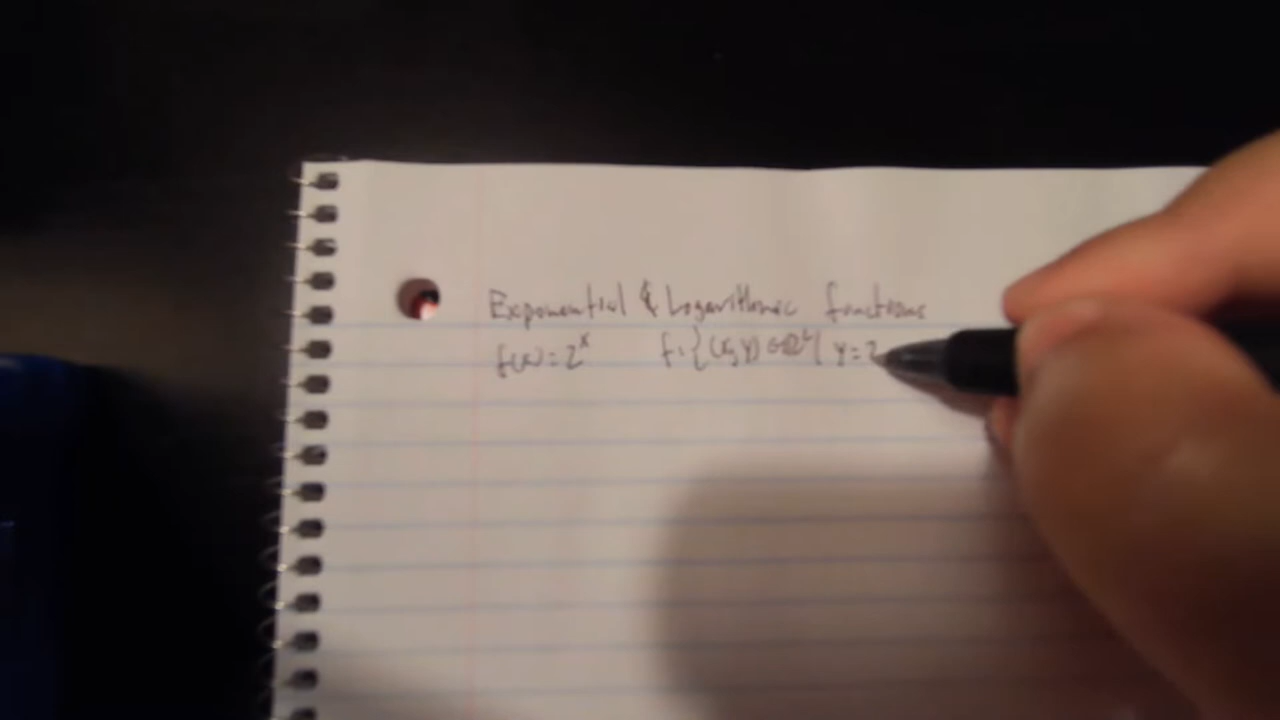 Exponential & Logarithmic functions
f(x) = 2^x f: {(x,y) ∈ ℝ² | y = 2